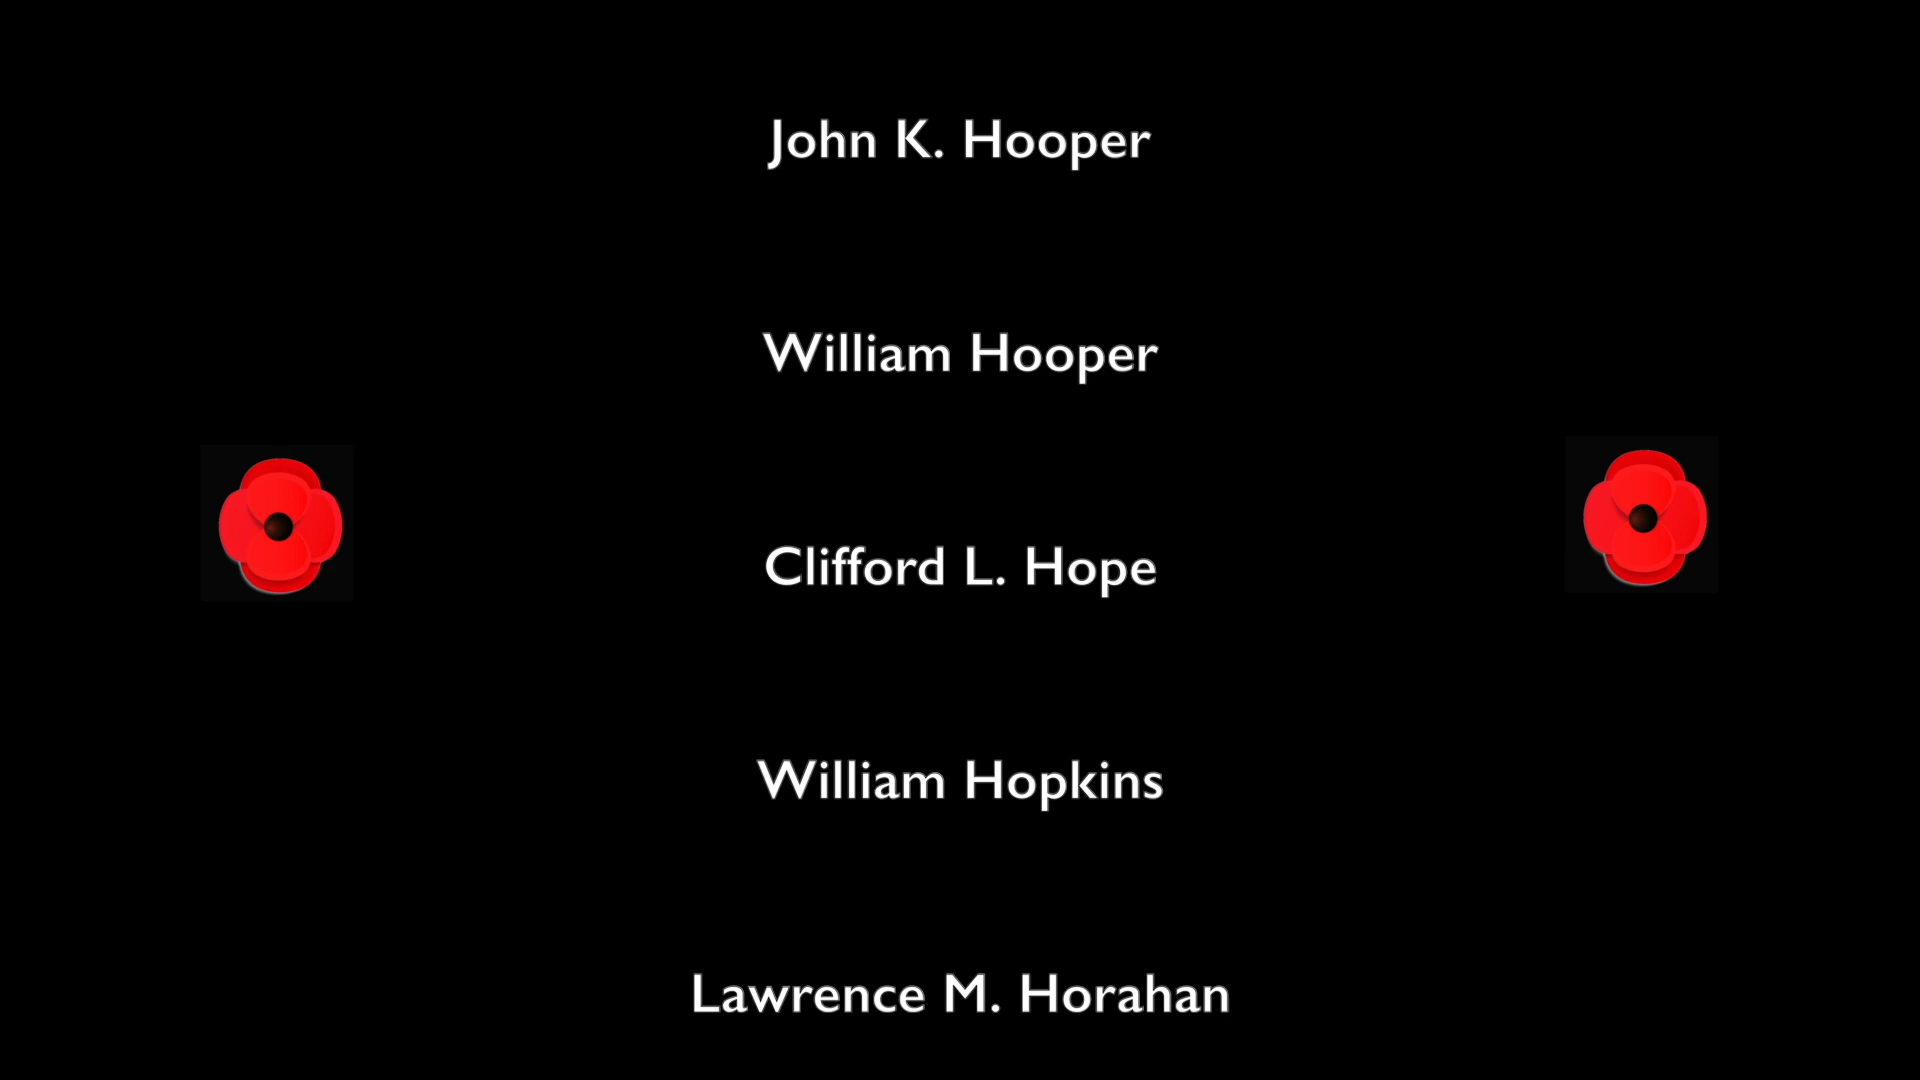 John K. Hooper
William Hooper
Clifford L. Hope
William Hopkins
Lawrence M. Horahan